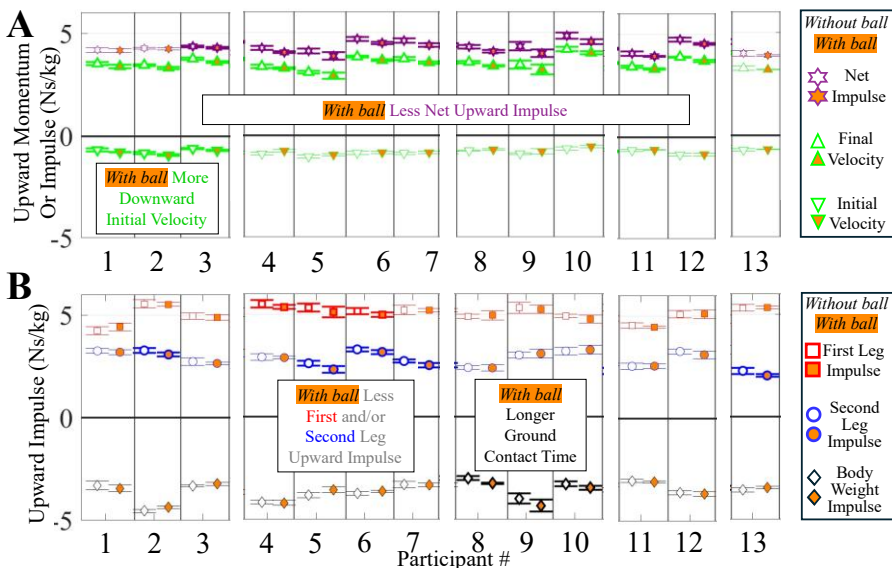 A
Upward Momentum
Or Impulse (Ns/kg)
5
0
-5
With ball Less Net Upward Impulse
With ball More
Downward
Initial Velocity
1 2 3 4 5 6 7 8 9 10 11 12 13
Without ball
With ball
Net
Impulse
Final
Velocity
Initial
Velocity
B
Upward Impulse (Ns/kg)
5
0
-5
With ball Less
First and/or
Second Leg
Upward Impulse
With ball
Longer
Ground
Contact Time
1 2 3 4 5 6 7 8 9 10 11 12 13
Participant #
Without ball
With ball
First Leg
Impulse
Second
Leg
Impulse
Body
Weight
Impulse